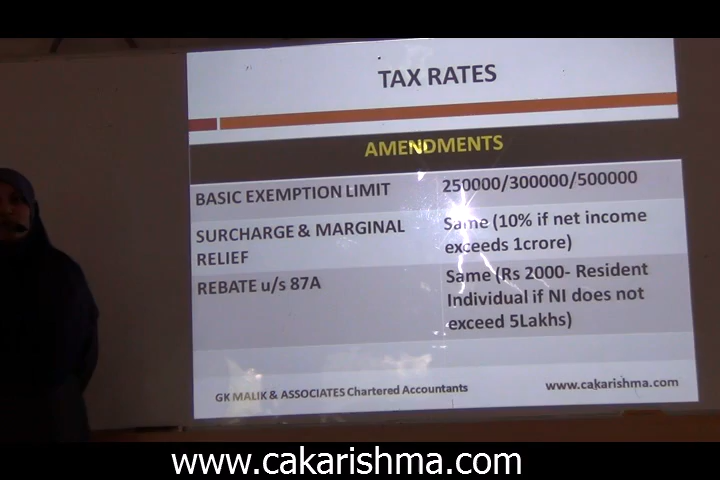 TAX RATES
AMENDMENTS
BASIC EXEMPTION LIMIT
250000/300000/500000
SURCHARGE & MARGINAL
RELIEF
Same (10% if net income
exceeds 1crore)
REBATE u/s 87A
Same (Rs 2000- Resident
Individual if NI does not
exceed 5Lakhs)
GK MALIK & ASSOCIATES Chartered Accountants
www.cakarishma.com
www.cakarishma.com